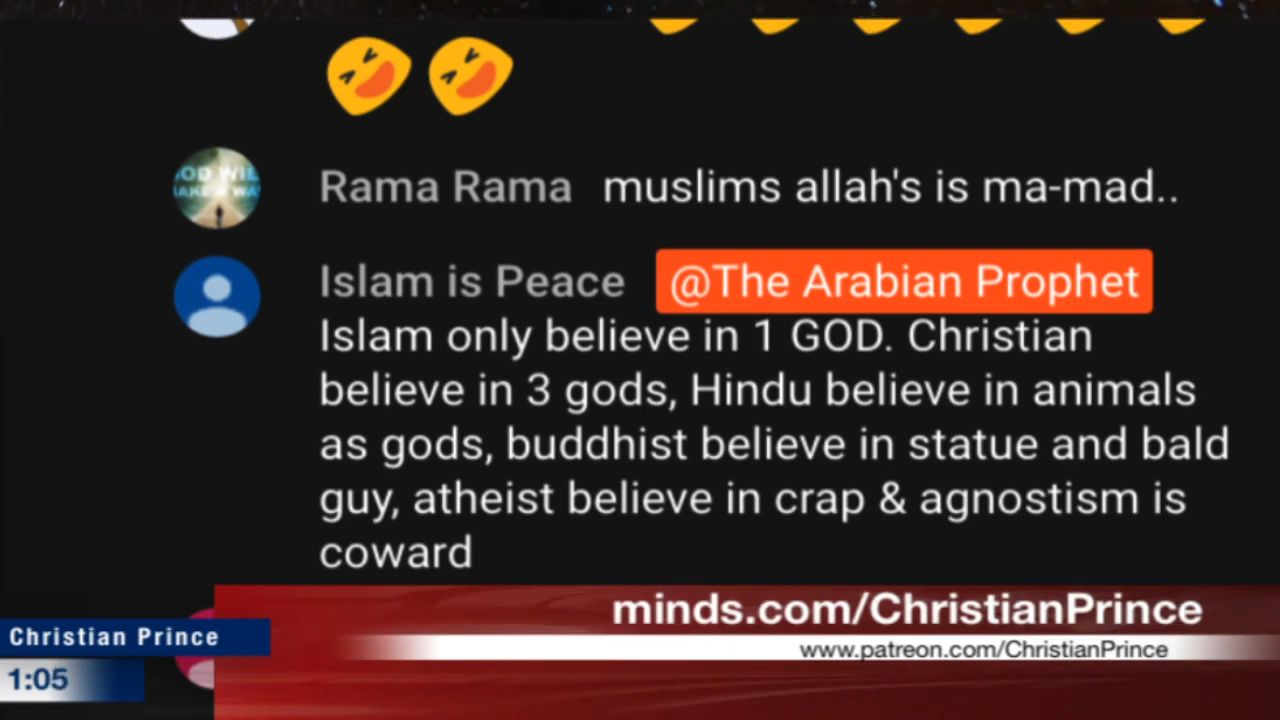 Rama Rama muslims allah's is ma-mad..
Islam is Peace @The Arabian Prophet
Islam only believe in 1 GOD. Christian
believe in 3 gods, Hindu believe in animals
as gods, buddhist believe in statue and bald
guy, atheist believe in crap & agnostism is
coward
minds.com/ChristianPrince
Christian Prince
www.patreon.com/ChristianPrince
1:05